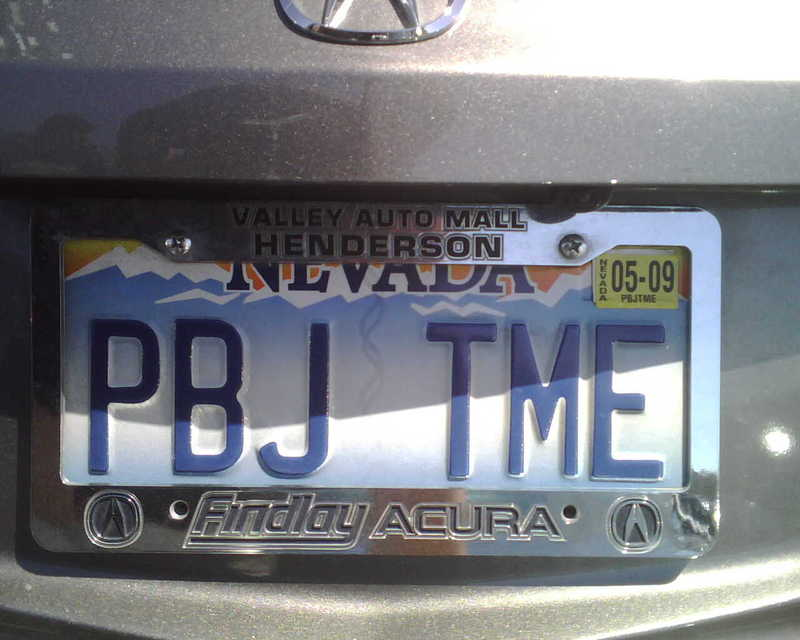 VALLEY AUTO MALL
HENDERSON
NEVADA
NEVADA
05-09
PBJTME
PBJ TME
Findlay ACURA